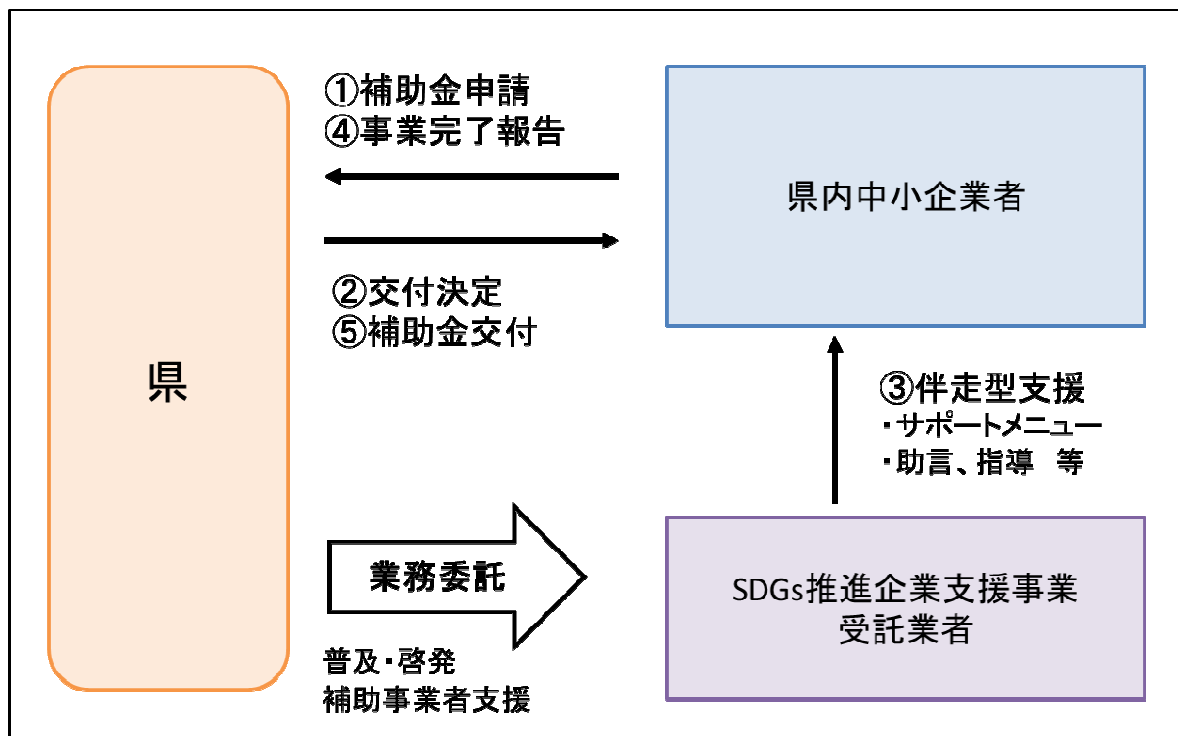 ①補助金申請
④事業完了報告
県内中小企業者
②交付決定
⑤補助金交付
県
③伴走型支援
・サポートメニュー
・助言、指導　等
業務委託
SDGs推進企業支援事業
受託業者
普及・啓発
補助事業者支援